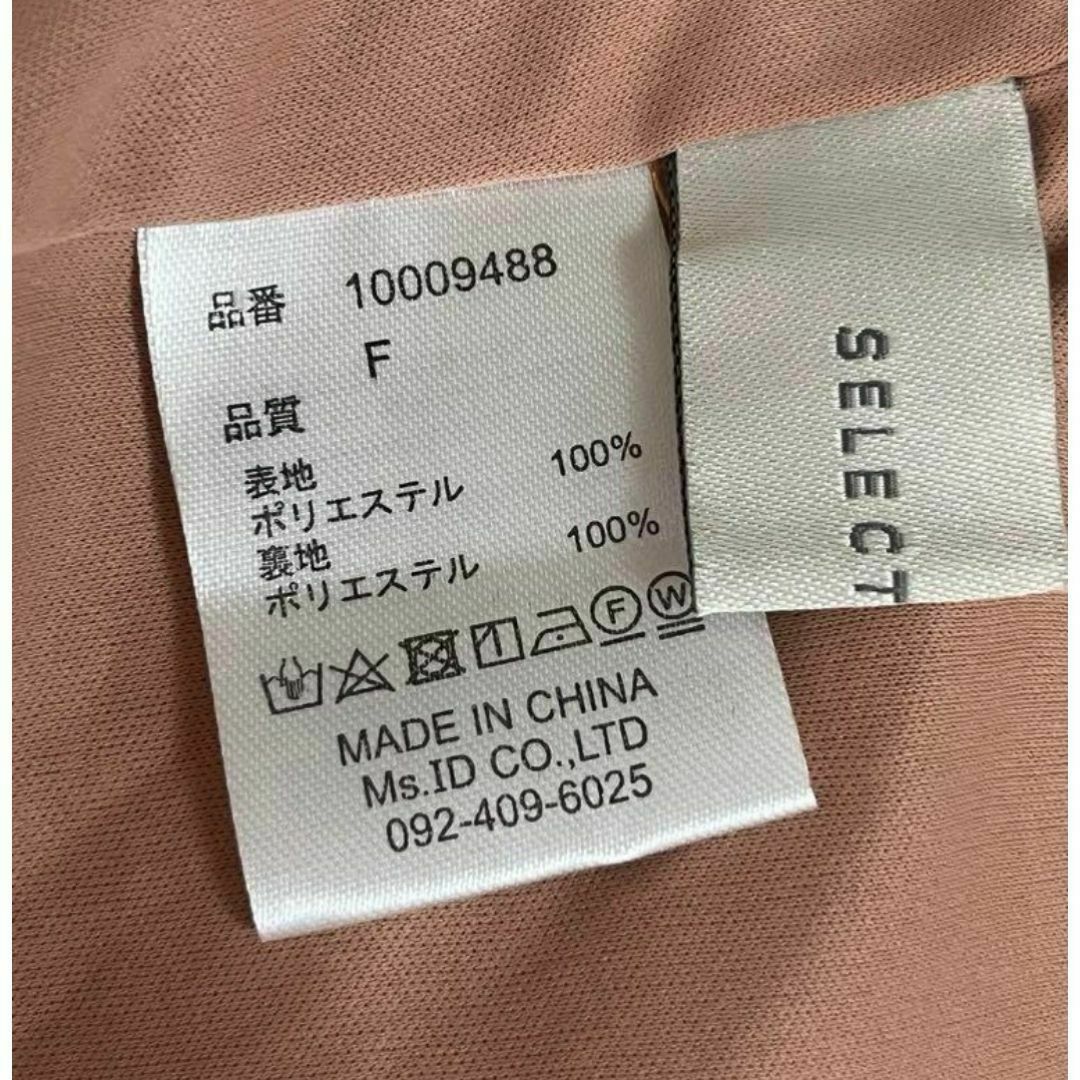 品番 10009488
F
品質
表地
ポリエステル 100%
裏地
ポリエステル 100%
F W
MADE IN CHINA
Ms.ID CO.,LTD
092-409-6025
SELECT